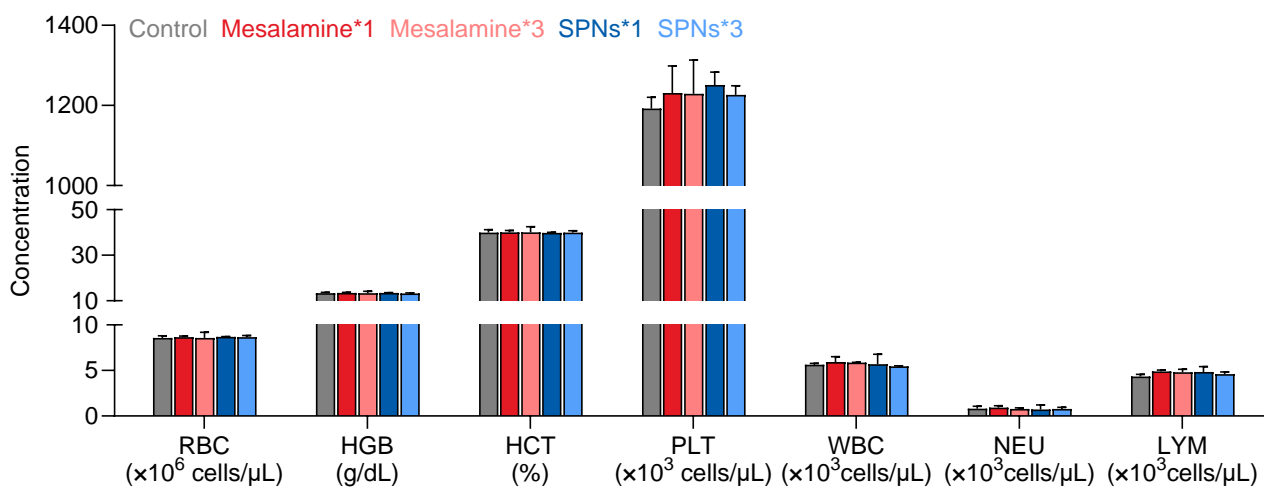 1400
Control Mesalamine*1 Mesalamine*3 SPNs*1 SPNs*3
1200
1000
50
30
10
10
5
0
Concentration
RBC HGB HCT PLT WBC NEU LYM
(×10⁶ cells/μL) (g/dL) (%) (×10³ cells/μL) (×10³cells/μL) (×10³cells/μL) (×10³cells/μL)